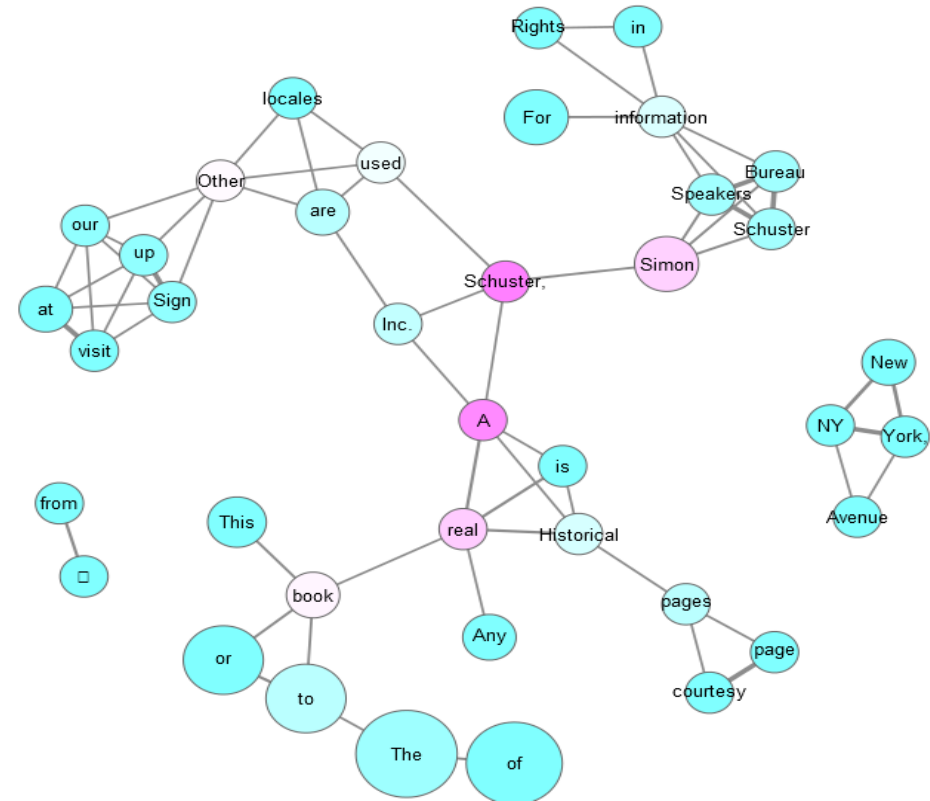 Rights
in
locales
For
information
used
Bureau
Other
Speakers
are
our
Schuster
up
Simon
Schuster,
Sign
at
Inc.
visit
New
A
NY
York,
is
from
Avenue
This
real
Historical
□
book
pages
Any
page
or
courtesy
to
The
of